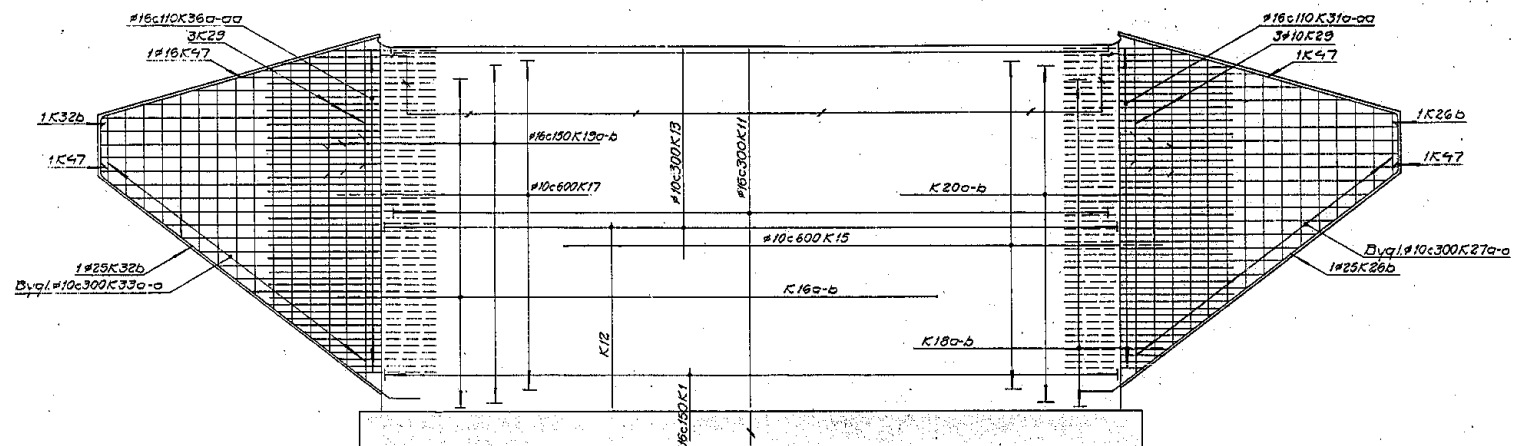 ø16c110K36a-aa
3K29
1ø16K47
1K32b
1K47
1ø25K32b
Bygl.ø10c300K33a-o
ø16c150K19a-b
ø10c600K17
ø10c300K13
ø16c300K11
K20a-b
ø10c600K15
K16a-b
K12
K18a-b
ø16c150K1
ø16c110K31a-aa
3ø10K29
1K47
1K26b
1K47
Bygl.ø10c300K27a-o
1ø25K26b